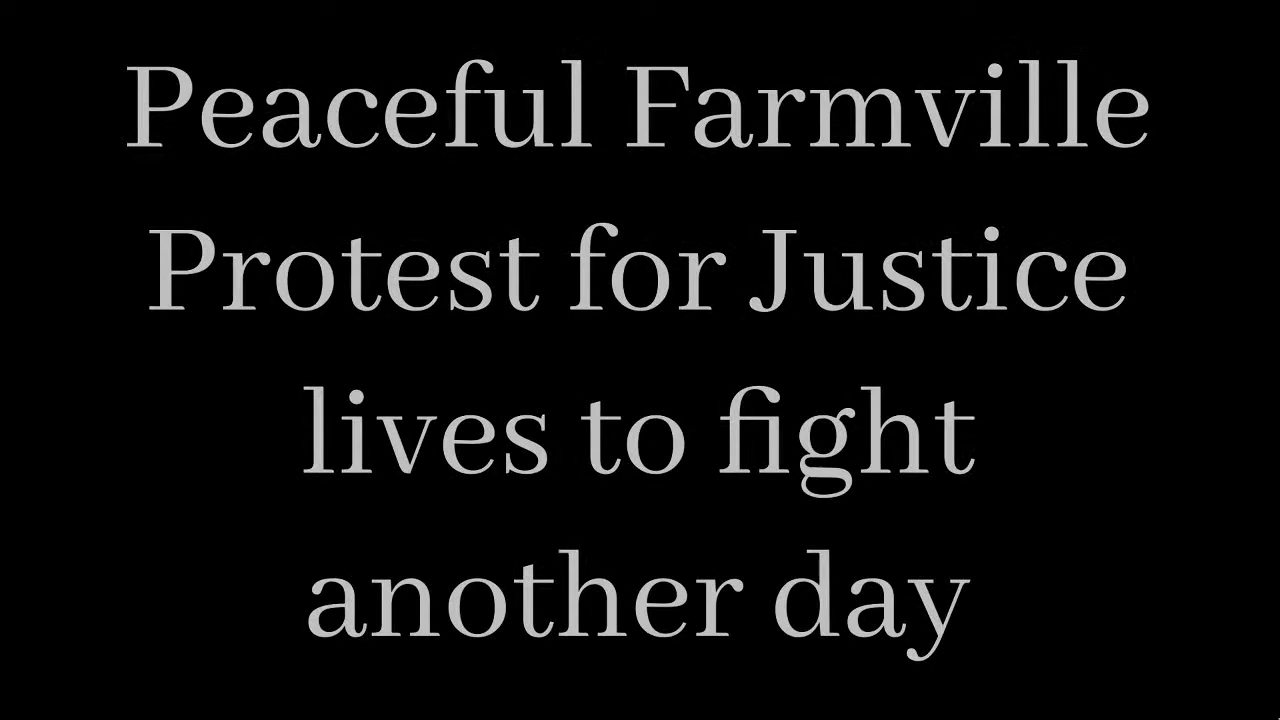 Peaceful Farmville
Protest for Justice
lives to fight
another day